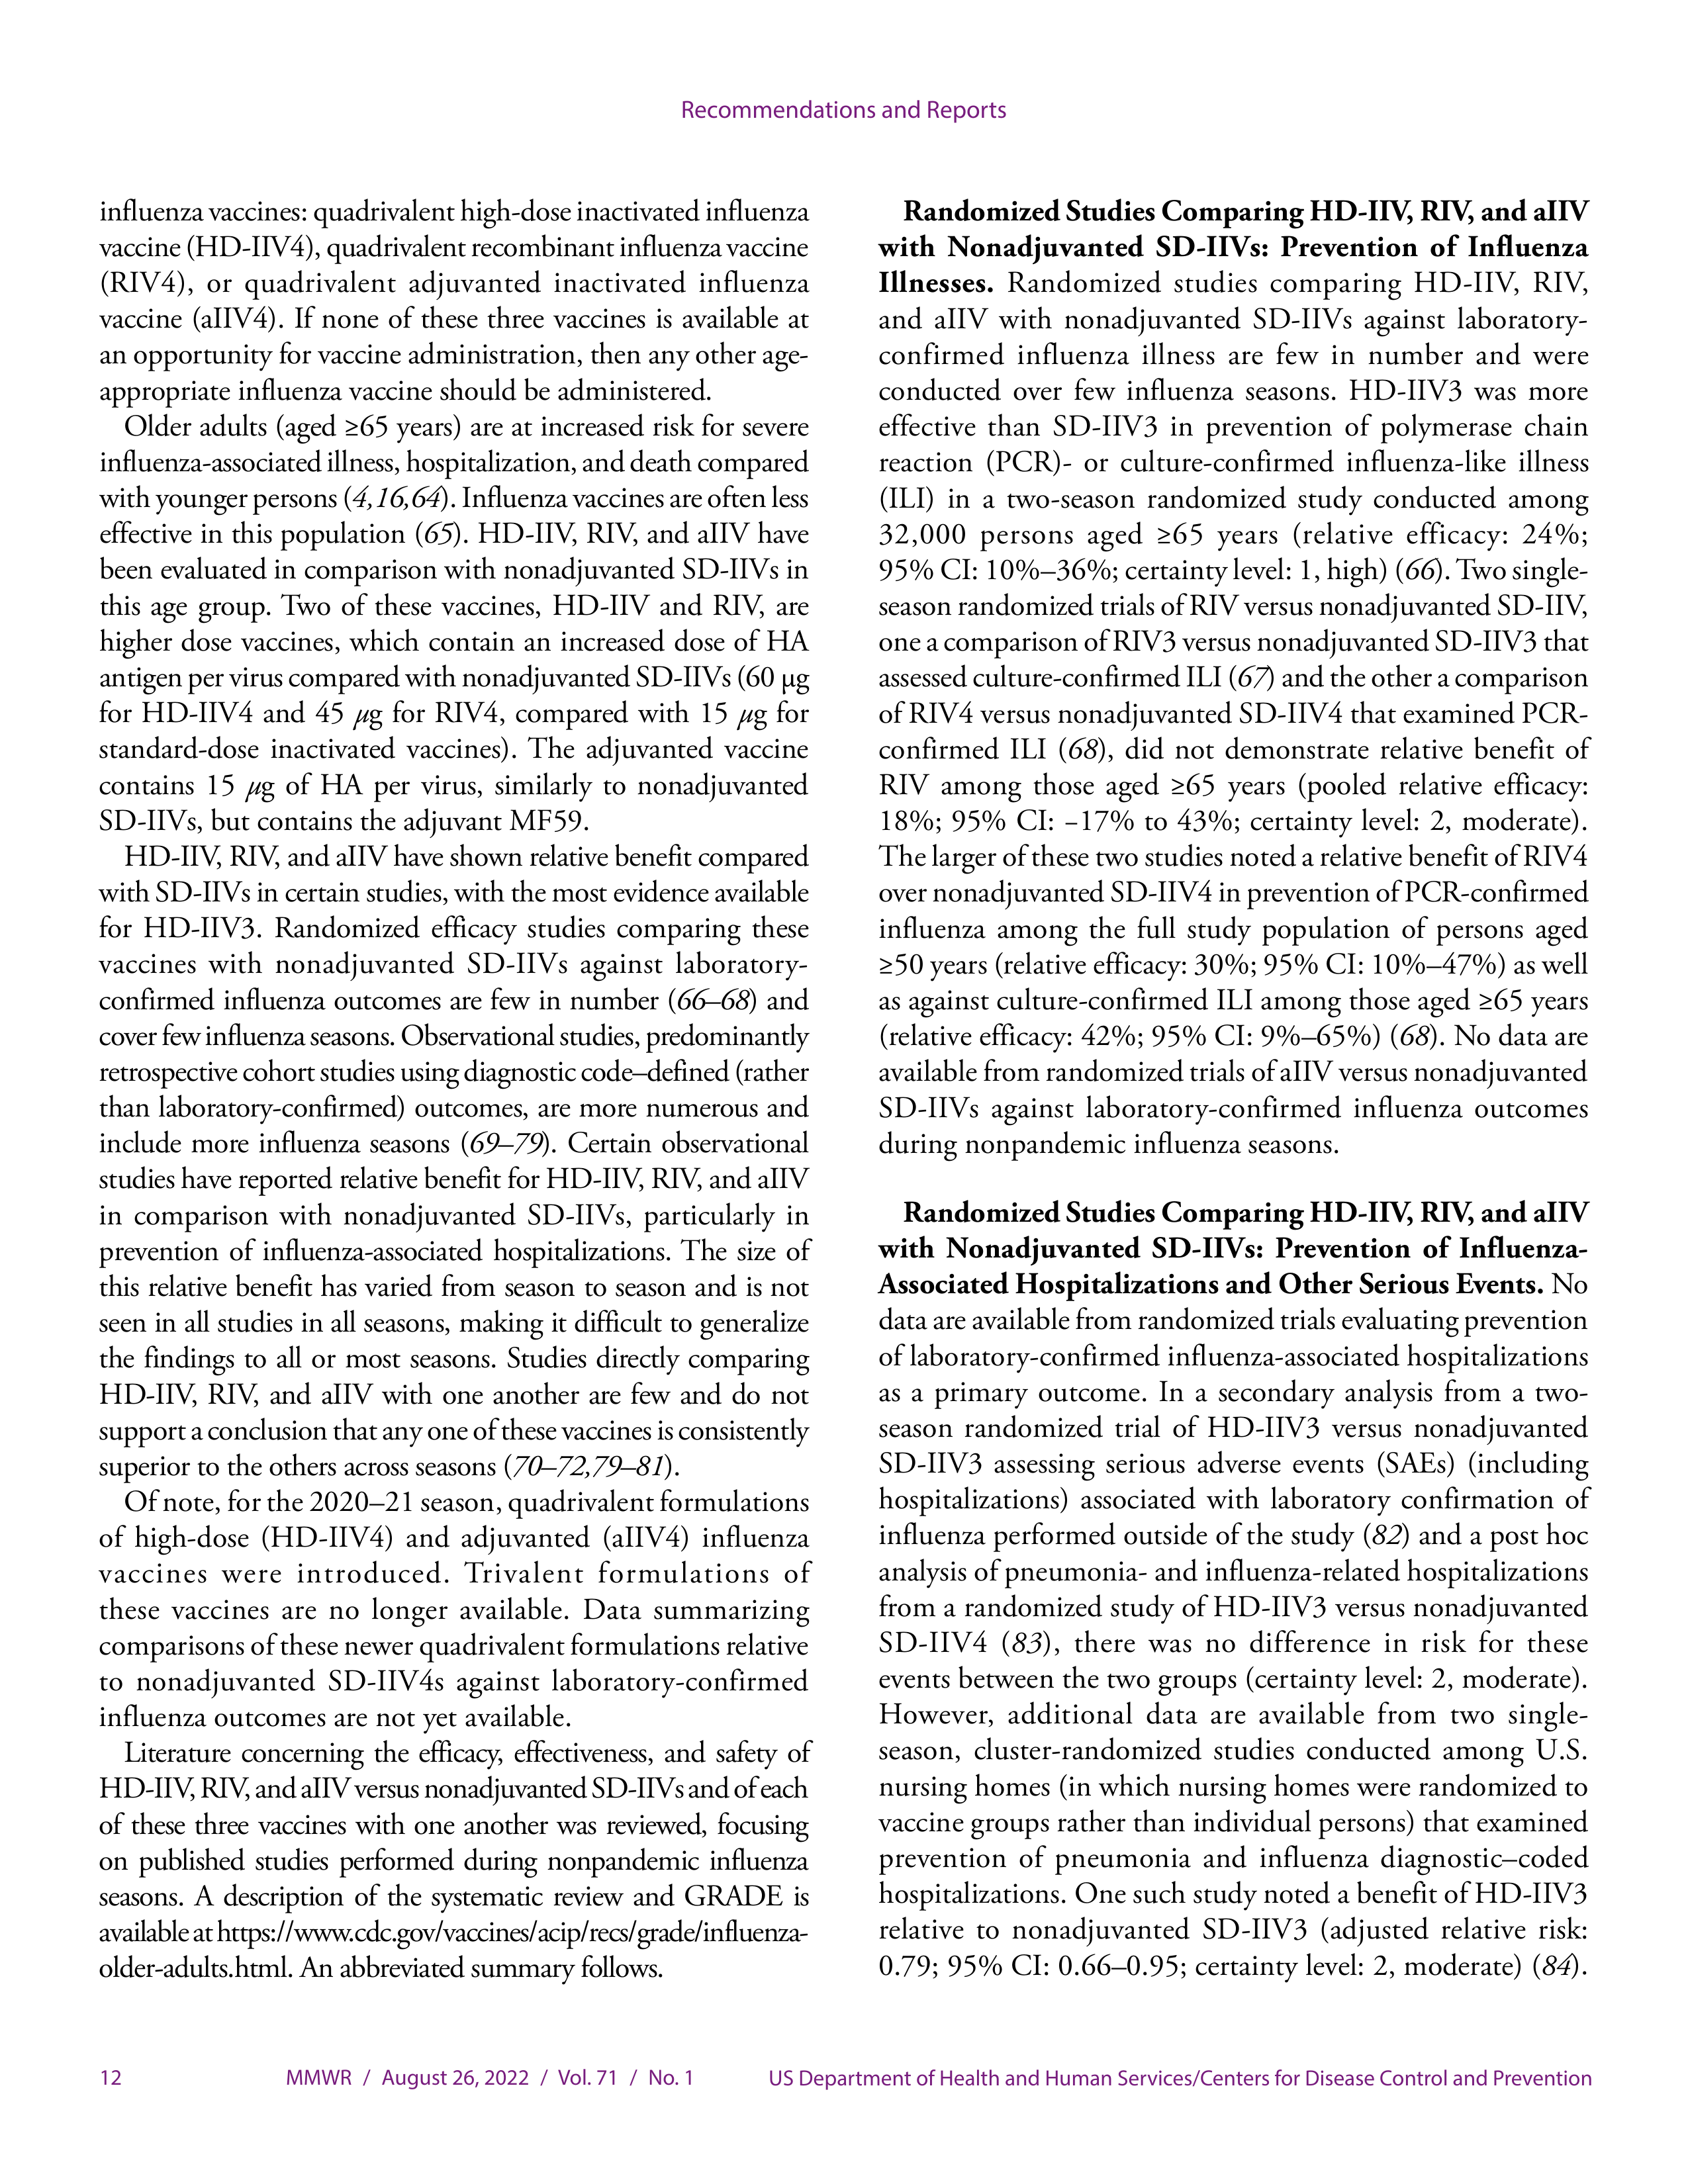 Recommendations and Reports
influenza vaccines: quadrivalent high-dose inactivated influenza
vaccine (HD-IIV4), quadrivalent recombinant influenza vaccine
(RIV4), or quadrivalent adjuvanted inactivated influenza
vaccine (aIIV4). If none of these three vaccines is available at
an opportunity for vaccine administration, then any other age-
appropriate influenza vaccine should be administered.
Older adults (aged ≥65 years) are at increased risk for severe
influenza-associated illness, hospitalization, and death compared
with younger persons (4,16,64). Influenza vaccines are often less
effective in this population (65). HD-IIV, RIV, and aIIV have
been evaluated in comparison with nonadjuvanted SD-IIVs in
this age group. Two of these vaccines, HD-IIV and RIV, are
higher dose vaccines, which contain an increased dose of HA
antigen per virus compared with nonadjuvanted SD-IIVs (60 µg
for HD-IIV4 and 45 µg for RIV4, compared with 15 µg for
standard-dose inactivated vaccines). The adjuvanted vaccine
contains 15 µg of HA per virus, similarly to nonadjuvanted
SD-IIVs, but contains the adjuvant MF59.
HD-IIV, RIV, and aIIV have shown relative benefit compared
with SD-IIVs in certain studies, with the most evidence available
for HD-IIV3. Randomized efficacy studies comparing these
vaccines with nonadjuvanted SD-IIVs against laboratory-
confirmed influenza outcomes are few in number (66–68) and
cover few influenza seasons. Observational studies, predominantly
retrospective cohort studies using diagnostic code–defined (rather
than laboratory-confirmed) outcomes, are more numerous and
include more influenza seasons (69–79). Certain observational
studies have reported relative benefit for HD-IIV, RIV, and aIIV
in comparison with nonadjuvanted SD-IIVs, particularly in
prevention of influenza-associated hospitalizations. The size of
this relative benefit has varied from season to season and is not
seen in all studies in all seasons, making it difficult to generalize
the findings to all or most seasons. Studies directly comparing
HD-IIV, RIV, and aIIV with one another are few and do not
support a conclusion that any one of these vaccines is consistently
superior to the others across seasons (70–72,79–81).
Of note, for the 2020–21 season, quadrivalent formulations
of high-dose (HD-IIV4) and adjuvanted (aIIV4) influenza
vaccines were introduced. Trivalent formulations of
these vaccines are no longer available. Data summarizing
comparisons of these newer quadrivalent formulations relative
to nonadjuvanted SD-IIV4s against laboratory-confirmed
influenza outcomes are not yet available.
Literature concerning the efficacy, effectiveness, and safety of
HD-IIV, RIV, and aIIV versus nonadjuvanted SD-IIVs and of each
of these three vaccines with one another was reviewed, focusing
on published studies performed during nonpandemic influenza
seasons. A description of the systematic review and GRADE is
available at https://www.cdc.gov/vaccines/acip/recs/grade/influenza-
older-adults.html. An abbreviated summary follows.
Randomized Studies Comparing HD-IIV, RIV, and aIIV
with Nonadjuvanted SD-IIVs: Prevention of Influenza
Illnesses. Randomized studies comparing HD-IIV, RIV,
and aIIV with nonadjuvanted SD-IIVs against laboratory-
confirmed influenza illness are few in number and were
conducted over few influenza seasons. HD-IIV3 was more
effective than SD-IIV3 in prevention of polymerase chain
reaction (PCR)- or culture-confirmed influenza-like illness
(ILI) in a two-season randomized study conducted among
32,000 persons aged ≥65 years (relative efficacy: 24%;
95% CI: 10%–36%; certainty level: 1, high) (66). Two single-
season randomized trials of RIV versus nonadjuvanted SD-IIV,
one a comparison of RIV3 versus nonadjuvanted SD-IIV3 that
assessed culture-confirmed ILI (67) and the other a comparison
of RIV4 versus nonadjuvanted SD-IIV4 that examined PCR-
confirmed ILI (68), did not demonstrate relative benefit of
RIV among those aged ≥65 years (pooled relative efficacy:
18%; 95% CI: −17% to 43%; certainty level: 2, moderate).
The larger of these two studies noted a relative benefit of RIV4
over nonadjuvanted SD-IIV4 in prevention of PCR-confirmed
influenza among the full study population of persons aged
≥50 years (relative efficacy: 30%; 95% CI: 10%–47%) as well
as against culture-confirmed ILI among those aged ≥65 years
(relative efficacy: 42%; 95% CI: 9%–65%) (68). No data are
available from randomized trials of aIIV versus nonadjuvanted
SD-IIVs against laboratory-confirmed influenza outcomes
during nonpandemic influenza seasons.
Randomized Studies Comparing HD-IIV, RIV, and aIIV
with Nonadjuvanted SD-IIVs: Prevention of Influenza-
Associated Hospitalizations and Other Serious Events. No
data are available from randomized trials evaluating prevention
of laboratory-confirmed influenza-associated hospitalizations
as a primary outcome. In a secondary analysis from a two-
season randomized trial of HD-IIV3 versus nonadjuvanted
SD-IIV3 assessing serious adverse events (SAEs) (including
hospitalizations) associated with laboratory confirmation of
influenza performed outside of the study (82) and a post hoc
analysis of pneumonia- and influenza-related hospitalizations
from a randomized study of HD-IIV3 versus nonadjuvanted
SD-IIV4 (83), there was no difference in risk for these
events between the two groups (certainty level: 2, moderate).
However, additional data are available from two single-
season, cluster-randomized studies conducted among U.S.
nursing homes (in which nursing homes were randomized to
vaccine groups rather than individual persons) that examined
prevention of pneumonia and influenza diagnostic–coded
hospitalizations. One such study noted a benefit of HD-IIV3
relative to nonadjuvanted SD-IIV3 (adjusted relative risk:
0.79; 95% CI: 0.66–0.95; certainty level: 2, moderate) (84).
12 MMWR / August 26, 2022 / Vol. 71 / No. 1 US Department of Health and Human Services/Centers for Disease Control and Prevention